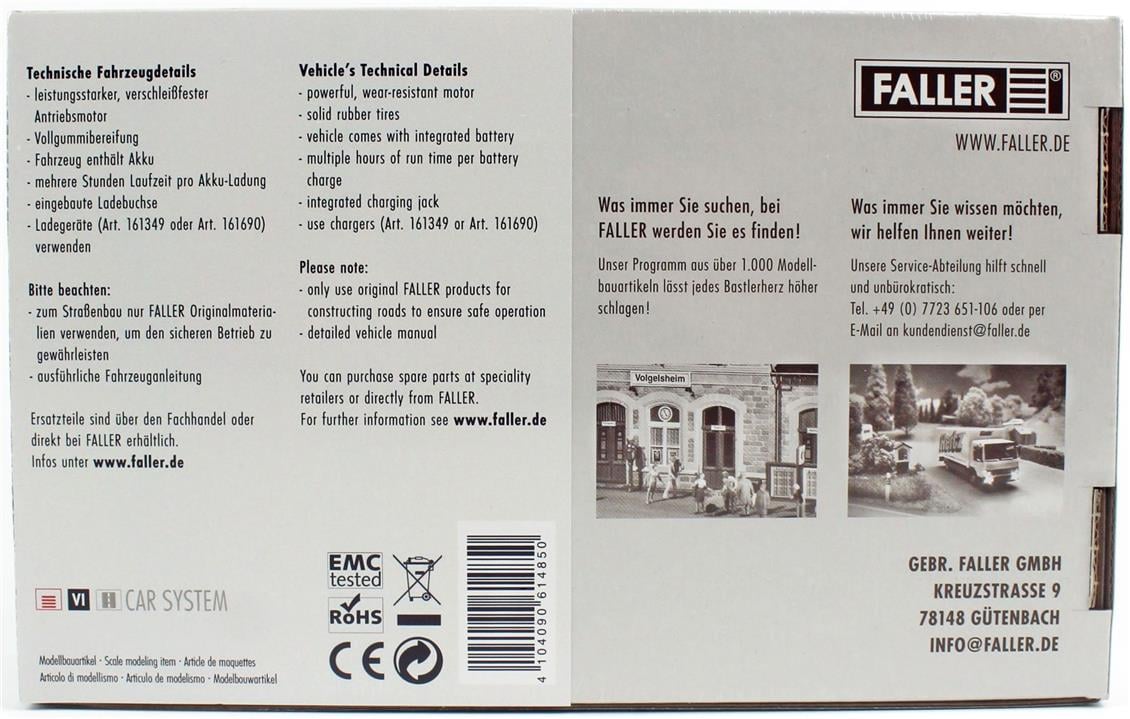 Technische Fahrzeugdetails
- leistungsstarker, verschleißfester
Antriebsmotor
- Vollgummibereifung
- Fahrzeug enthält Akku
- mehrere Stunden Laufzeit pro Akku-Ladung
- eingebaute Ladebuchse
- Ladegeräte (Art. 161349 oder Art. 161690)
verwenden
Bitte beachten:
- zum Straßenbau nur FALLER Originalmateria-
lien verwenden, um den sicheren Betrieb zu
gewährleisten
- ausführliche Fahrzeuganleitung
Ersatzteile sind über den Fachhandel oder
direkt bei FALLER erhältlich.
Infos unter www.faller.de
Vehicle's Technical Details
- powerful, wear-resistant motor
- solid rubber tires
- vehicle comes with integrated battery
- multiple hours of run time per battery
charge
- integrated charging jack
- use chargers (Art. 161349 or Art. 161690)
Please note:
- only use original FALLER products for
constructing roads to ensure safe operation
- detailed vehicle manual
You can purchase spare parts at speciality
retailers or directly from FALLER.
For further information see www.faller.de
VI CAR SYSTEM
Modellbauartikel · Scale modeling item · Article de maquettes
Articolo di modellismo · Artículo de modelismo · Modelbouwartikel
EMC
tested
RoHS
CE
4 104090 614850
FALLER ®
WWW.FALLER.DE
Was immer Sie suchen, bei
FALLER werden Sie es finden!
Unser Programm aus über 1.000 Modell-
bauartikeln lässt jedes Bastlerherz höher
schlagen!
Volgelsheim
Was immer Sie wissen möchten,
wir helfen Ihnen weiter!
Unsere Service-Abteilung hilft schnell
und unbürokratisch:
Tel. +49 (0) 7723 651-106 oder per
E-Mail an kundendienst@faller.de
GEBR. FALLER GMBH
KREUZSTRASSE 9
78148 GÜTENBACH
INFO@FALLER.DE